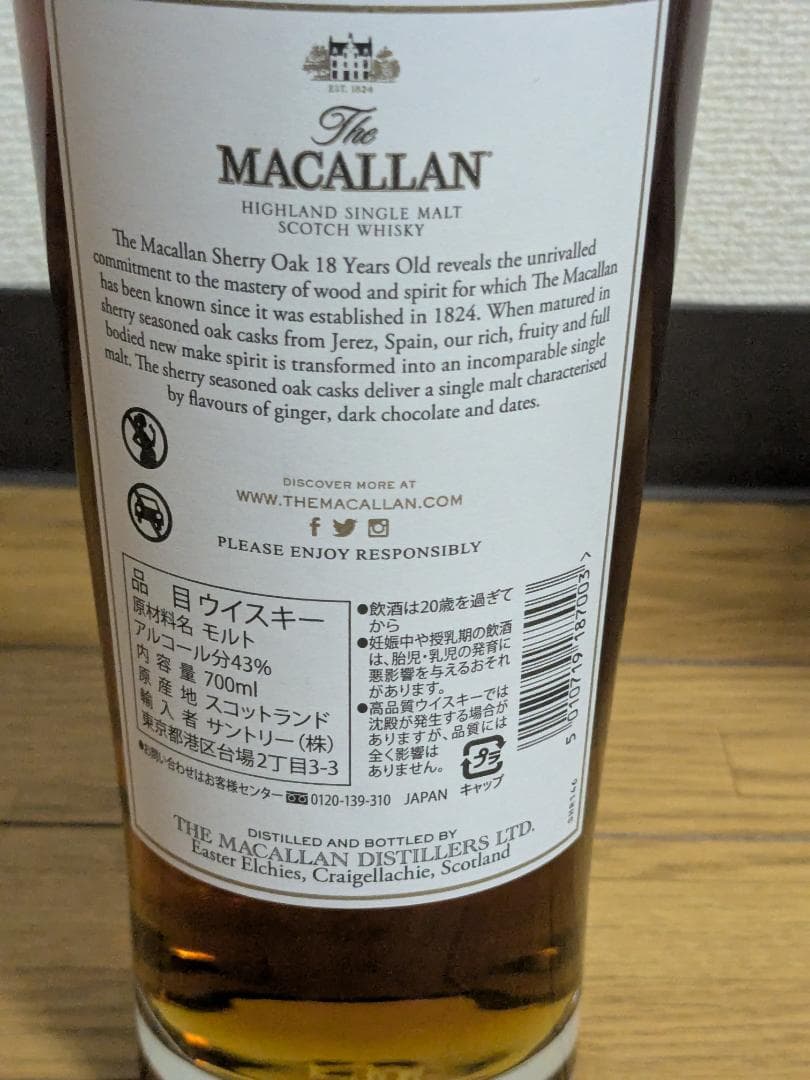 EST. 1824
The
MACALLAN
HIGHLAND SINGLE MALT
SCOTCH WHISKY
The Macallan Sherry Oak 18 Years Old reveals the unrivalled
commitment to the mastery of wood and spirit for which The Macallan
has been known since it was established in 1824. When matured in
sherry seasoned oak casks from Jerez, Spain, our rich, fruity and full
bodied new make spirit is transformed into an incomparable single
malt. The sherry seasoned oak casks deliver a single malt characterised
by flavours of ginger, dark chocolate and dates.
DISCOVER MORE AT
WWW.THEMACALLAN.COM
PLEASE ENJOY RESPONSIBLY
品目 ウイスキー
原材料名 モルト
アルコール分43%
内容量 700ml
原産地 スコットランド
輸入者 サントリー(株)
東京都港区台場2丁目3-3
●飲酒は20歳を過ぎて
から
●妊娠中や授乳期の飲酒
は、胎児・乳児の発育に
悪影響を与えるおそれ
があります。
●高品質ウイスキーでは
沈殿が発生する場合が
ありますが、品質には
全く影響は
ありません。
プラ
キャップ
5 010719 187003 >
●お問い合わせはお客様センター 0120-139-310 JAPAN
DISTILLED AND BOTTLED BY
THE MACALLAN DISTILLERS LTD.
Easter Elchies, Craigellachie, Scotland